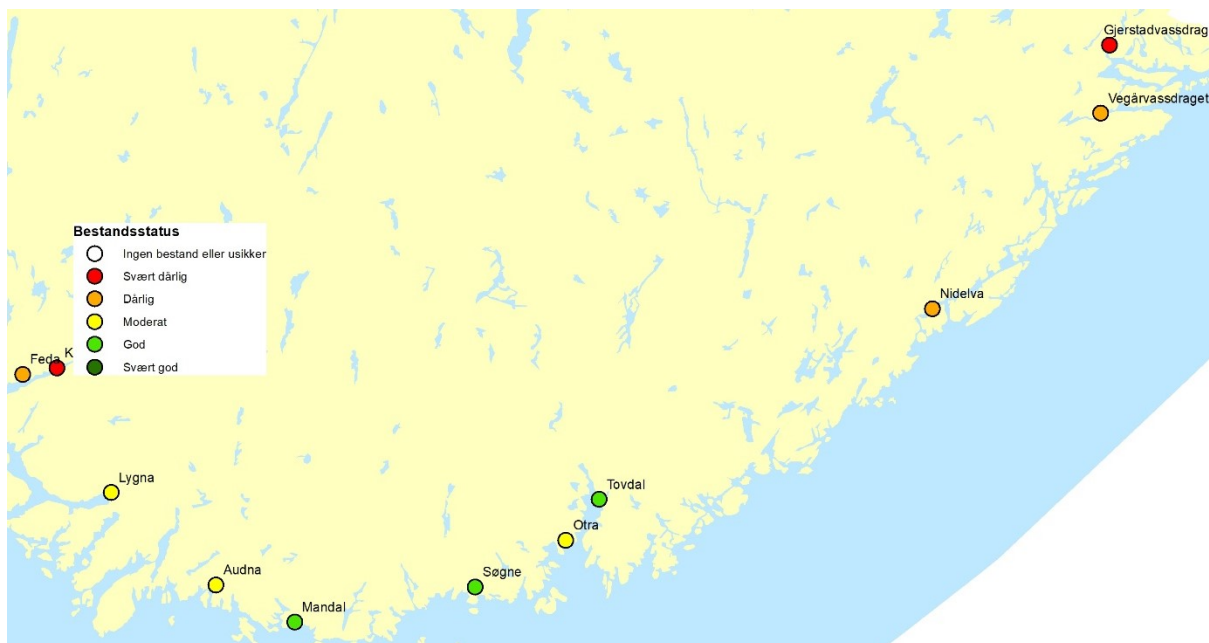 Gjerstadvassdrag
Vegårvassdraget
Bestandsstatus
Ingen bestand eller usikker
Svært dårlig
Dårlig
Moderat
God
Svært god
Nidelva
Feda
K
Lygna
Tovdal
Otra
Audna
Søgne
Mandal